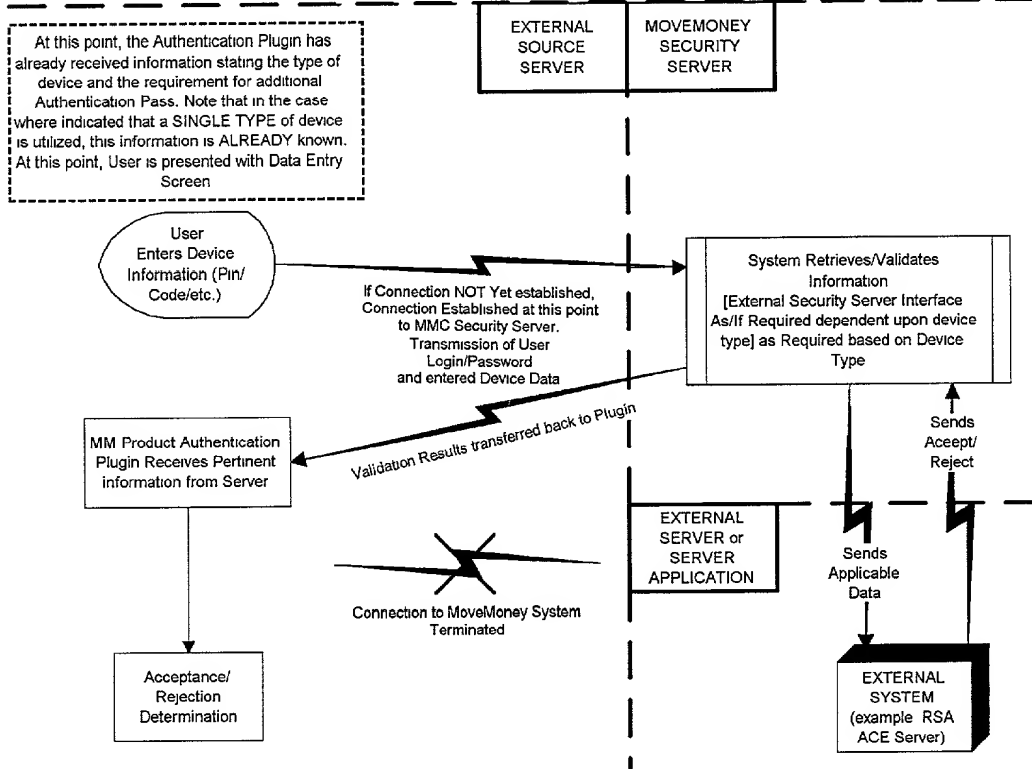 At this point, the Authentication Plugin has
already received information stating the type of
device and the requirement for additional
Authentication Pass. Note that in the case
where indicated that a SINGLE TYPE of device
is utilized, this information is ALREADY known.
At this point, User is presented with Data Entry
Screen
EXTERNAL
SOURCE
SERVER
MOVEMONEY
SECURITY
SERVER
User
Enters Device
Information (Pin/
Code/etc.)
If Connection NOT Yet established,
Connection Established at this point
to MMC Security Server.
Transmission of User
Login/Password
and entered Device Data
System Retrieves/Validates
Information
[External Security Server Interface
As/If Required dependent upon device
type] as Required based on Device
Type
Validation Results transferred back to Plugin
MM Product Authentication
Plugin Receives Pertinent
information from Server
Sends
Aceept/
Reject
EXTERNAL
SERVER or
SERVER
APPLICATION
Sends
Applicable
Data
Connection to MoveMoney System
Terminated
Acceptance/
Rejection
Determination
EXTERNAL
SYSTEM
(example RSA
ACE Server)